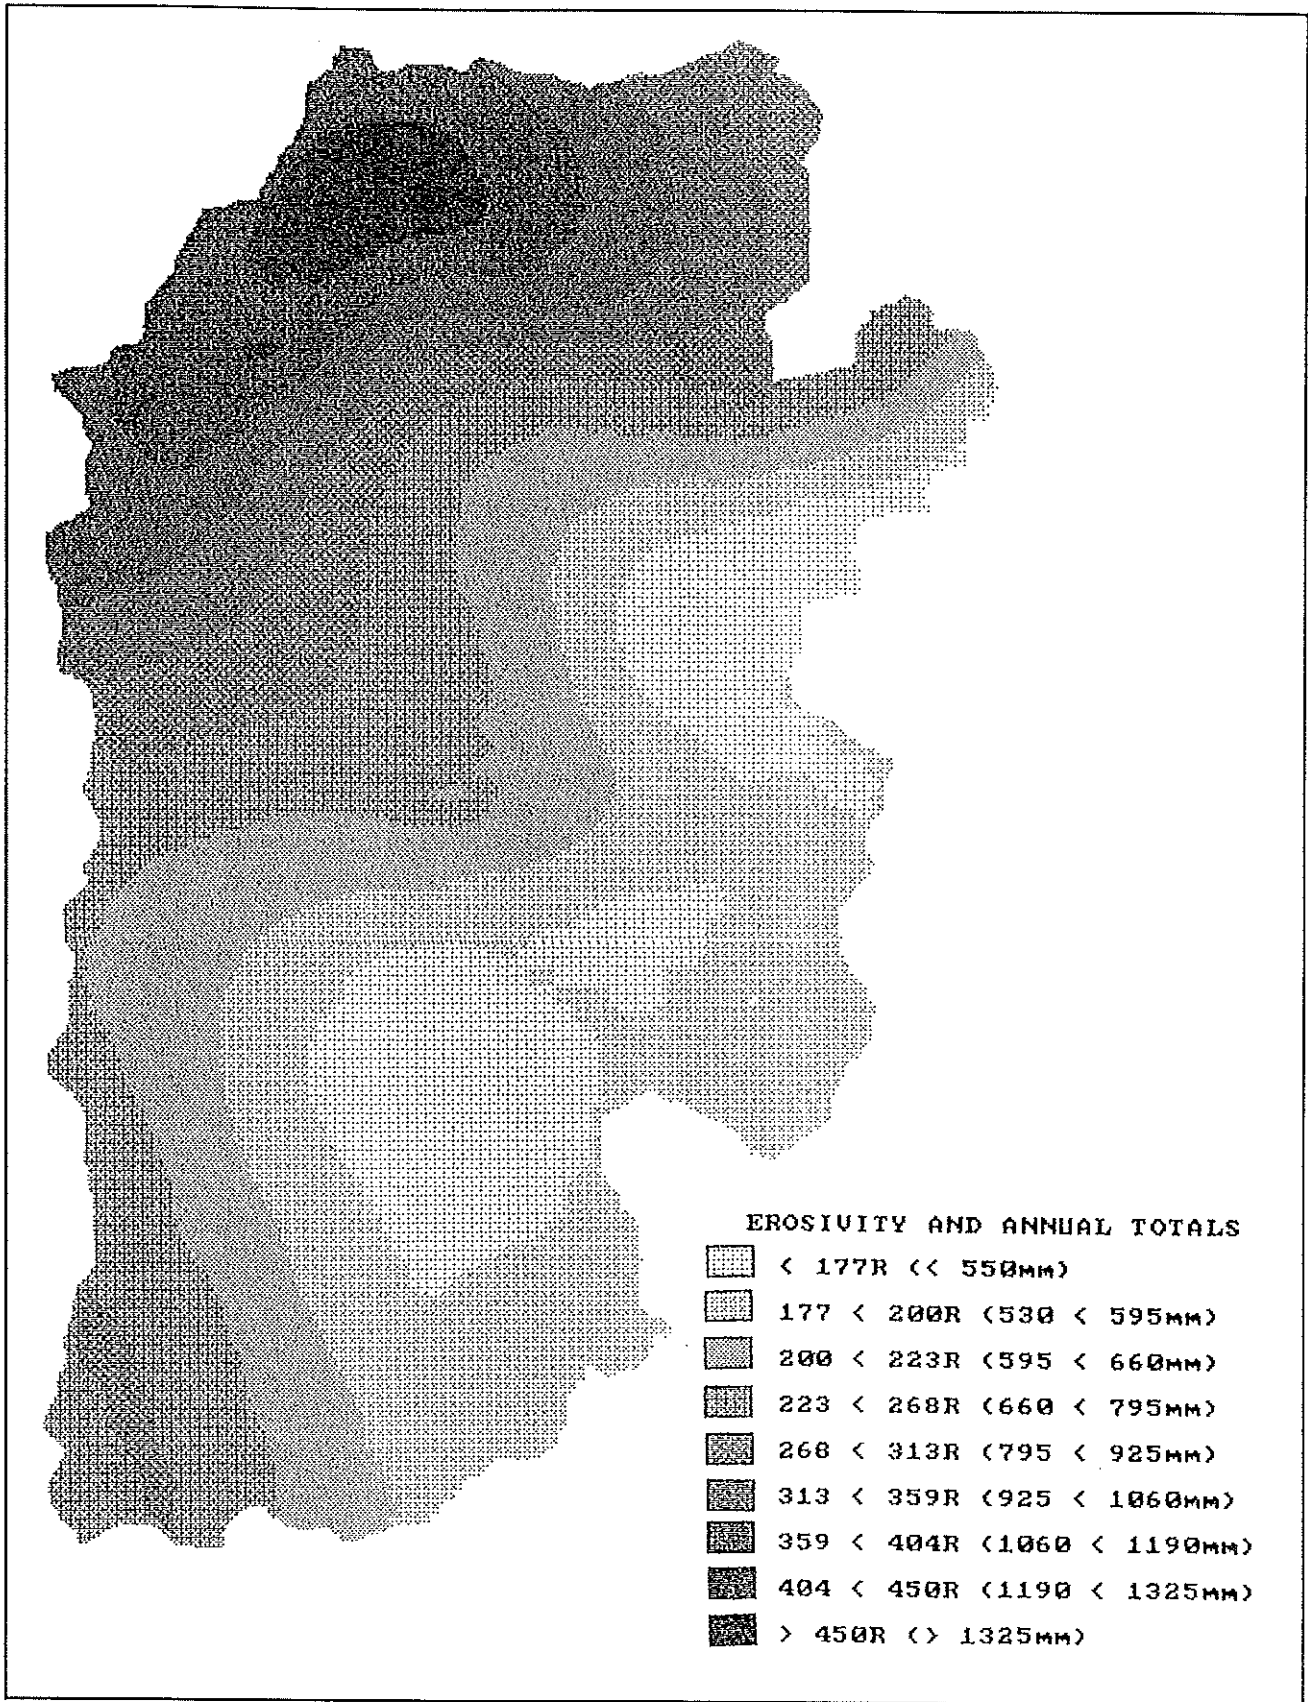 EROSIVITY AND ANNUAL TOTALS
< 177R (< 550mm)
177 < 200R (530 < 595mm)
200 < 223R (595 < 660mm)
223 < 268R (660 < 795mm)
268 < 313R (795 < 925mm)
313 < 359R (925 < 1060mm)
359 < 404R (1060 < 1190mm)
404 < 450R (1190 < 1325mm)
> 450R (> 1325mm)